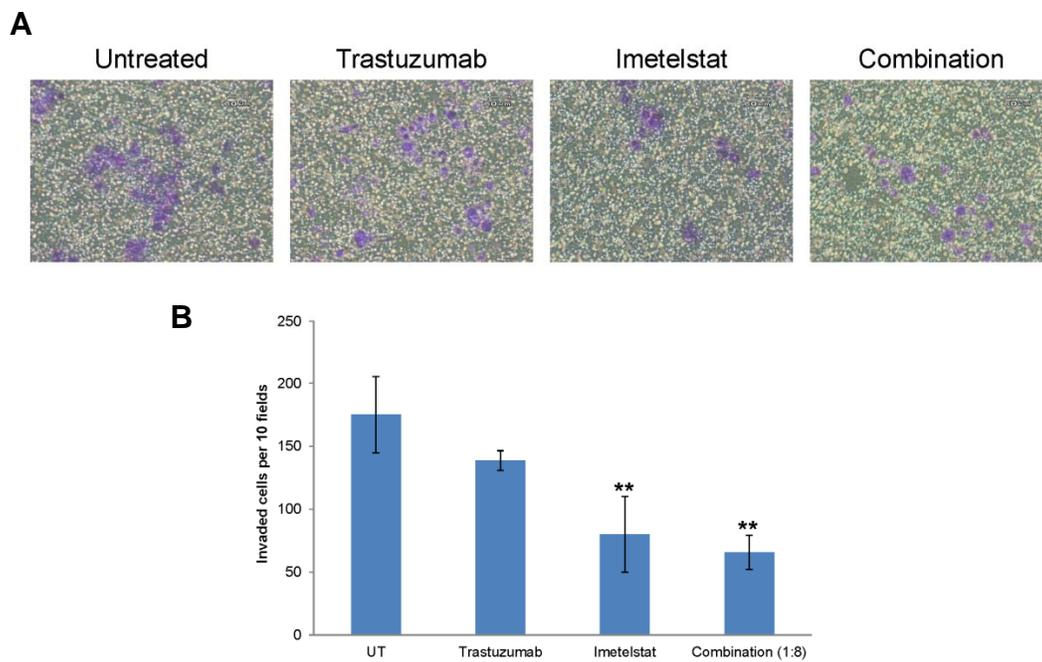 A
Untreated Trastuzumab Imetelstat Combination
B
250
200
150
100
50
0
Invaded cells per 10 fields
**
**
UT Trastuzumab Imetelstat Combination (1:8)